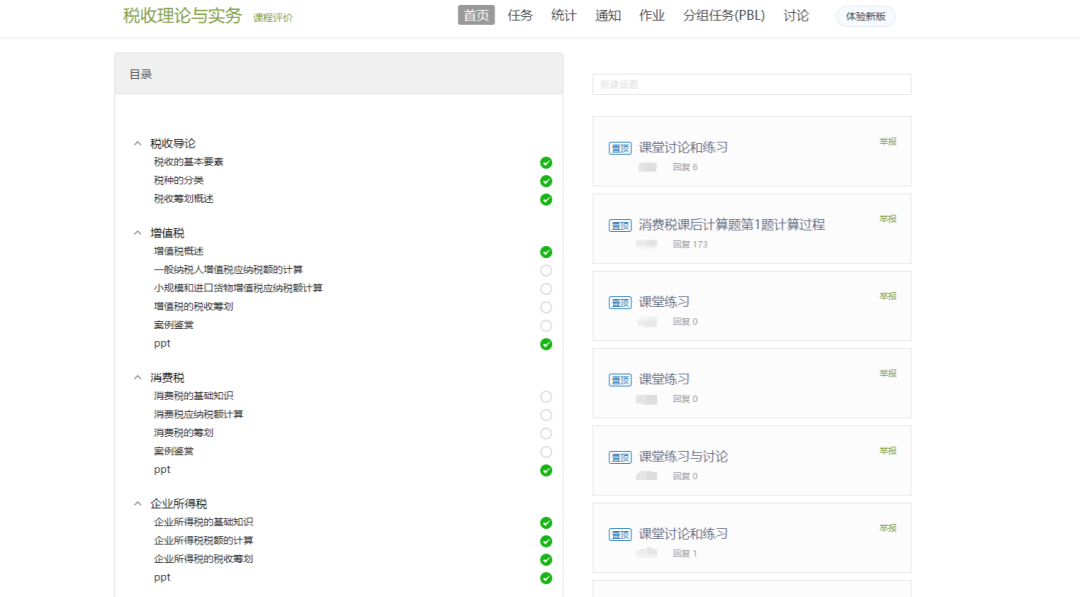 税收理论与实务 课程评价
首页 任务 统计 通知 作业 分组任务(PBL) 讨论 体验新版
目录
税收导论
税收的基本要素
税种的分类
税收筹划概述
增值税
增值税概述
一般纳税人增值税应纳税额的计算
小规模和进口货物增值税应纳税额计算
增值税的税收筹划
案例鉴赏
ppt
消费税
消费税的基础知识
消费税应纳税额计算
消费税的筹划
案例鉴赏
ppt
企业所得税
企业所得税的基础知识
企业所得税税额的计算
企业所得税的税收筹划
ppt
新建话题
置顶 课堂讨论和练习 举报
回复 6
置顶 消费税课后计算题第1题计算过程 举报
回复 173
置顶 课堂练习 举报
回复 0
置顶 课堂练习 举报
回复 0
置顶 课堂练习与讨论 举报
回复 0
置顶 课堂讨论和练习 举报
回复 1